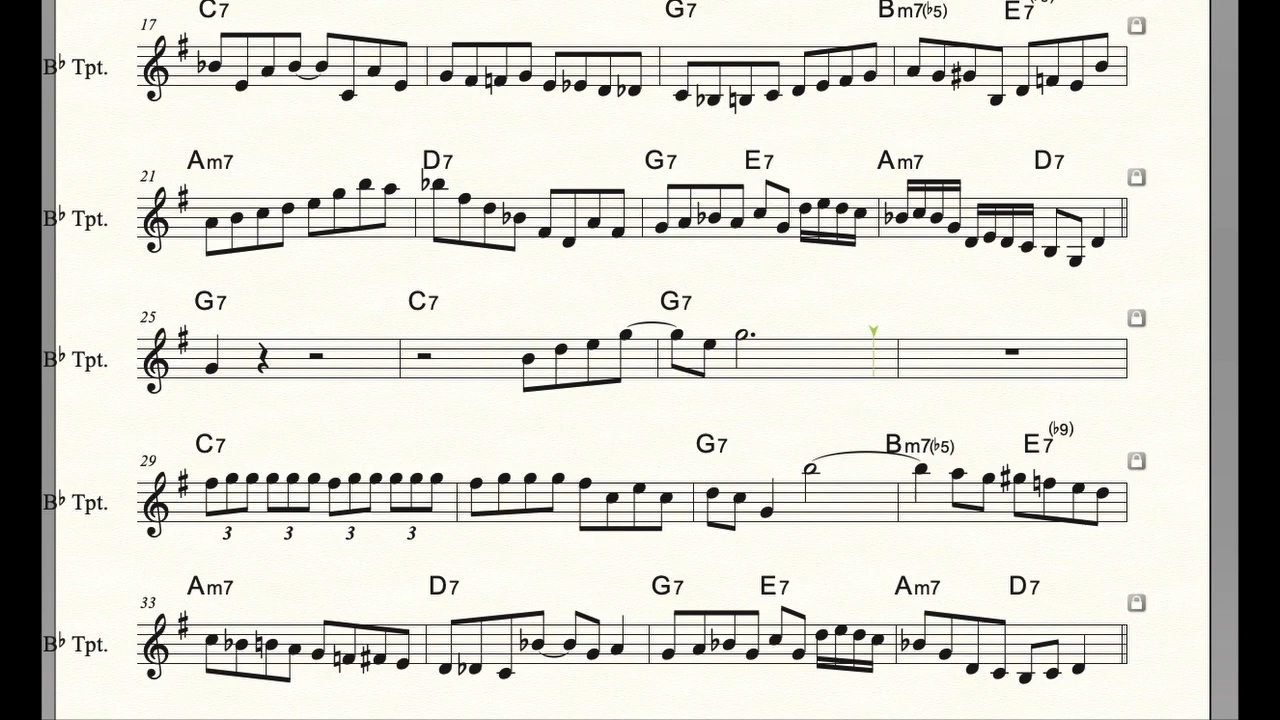 C7 G7 Bm7(♭5) E7
17
B♭ Tpt.
Am7 D7 G7 E7 Am7 D7
21
B♭ Tpt.
G7 C7 G7
25
B♭ Tpt.
C7 G7 Bm7(♭5) E7(♭9)
29
B♭ Tpt.
3 3 3 3
Am7 D7 G7 E7 Am7 D7
33
B♭ Tpt.